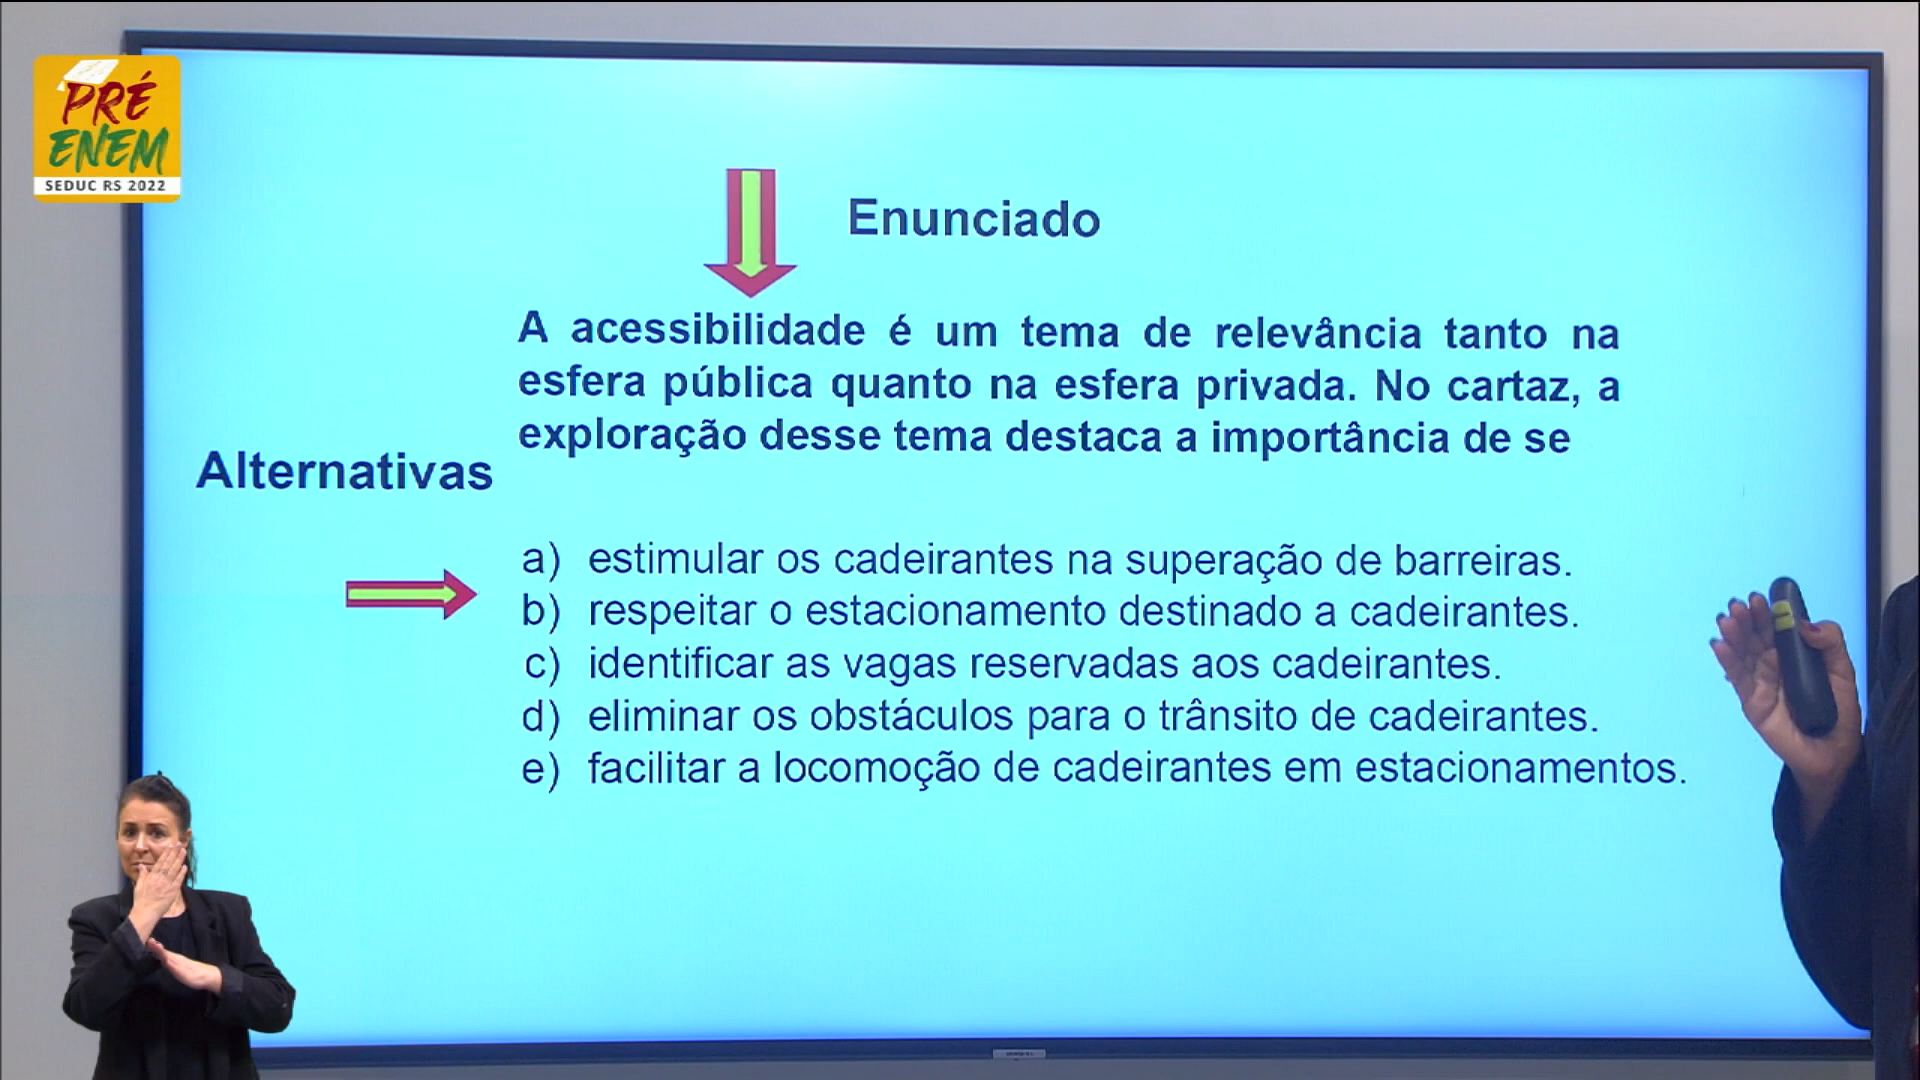 PRÉ
ENEM
SEDUC RS 2022
Enunciado
A acessibilidade é um tema de relevância tanto na
esfera pública quanto na esfera privada. No cartaz, a
exploração desse tema destaca a importância de se
Alternativas
a) estimular os cadeirantes na superação de barreiras.
b) respeitar o estacionamento destinado a cadeirantes.
c) identificar as vagas reservadas aos cadeirantes.
d) eliminar os obstáculos para o trânsito de cadeirantes.
e) facilitar a locomoção de cadeirantes em estacionamentos.